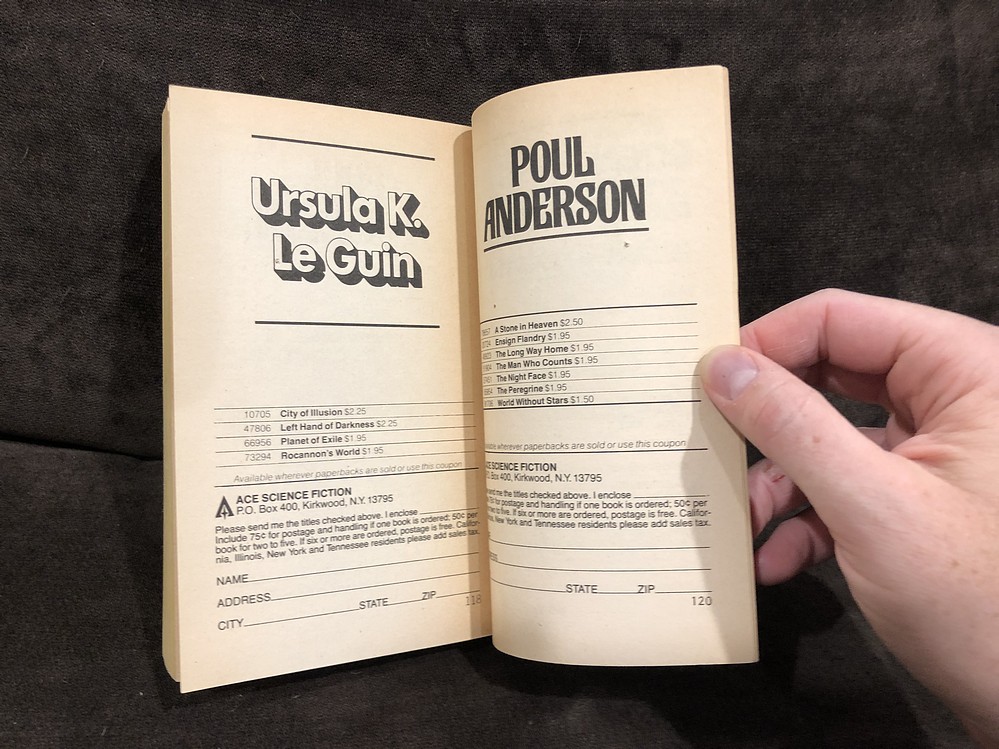 Ursula K.
Le Guin
10705 City of Illusion $2.25
47806 Left Hand of Darkness $2.25
66956 Planet of Exile $1.95
73294 Rocannon's World $1.95
Available wherever paperbacks are sold or use this coupon.
ACE SCIENCE FICTION
P.O. Box 400, Kirkwood, N.Y. 13795
Please send me the titles checked above. I enclose
Include 75¢ for postage and handling if one book is ordered; 50¢ per
book for two to five. If six or more are ordered, postage is free. Califor-
nia, Illinois, New York and Tennessee residents please add sales tax.
NAME
ADDRESS
CITY STATE ZIP
118
POUL
ANDERSON
A Stone in Heaven $2.50
Ensign Flandry $1.95
The Long Way Home $1.95
The Man Who Counts $1.95
The Night Face $1.95
The Peregrine $1.95
World Without Stars $1.50
wherever paperbacks are sold or use this coupon.
ACE SCIENCE FICTION
Box 400, Kirkwood, N.Y. 13795
send me the titles checked above. I enclose
for postage and handling if one book is ordered; 50¢ per
two to five. If six or more are ordered, postage is free. Califor-
New York and Tennessee residents please add sales tax.
STATE ZIP
120